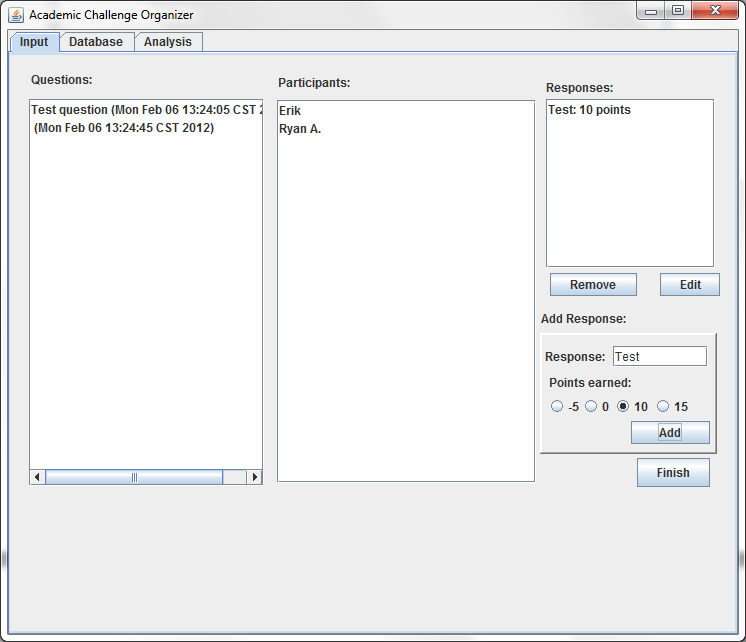 Academic Challenge Organizer
Input Database Analysis
Questions:
Test question (Mon Feb 06 13:24:05 CST 2
(Mon Feb 06 13:24:45 CST 2012)
Participants:
Erik
Ryan A.
Responses:
Test: 10 points
Remove Edit
Add Response:
Response: Test
Points earned:
-5 0 10 15
Add
Finish